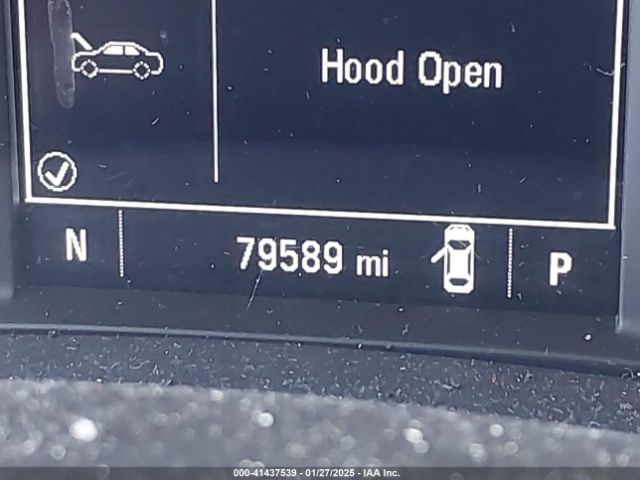 Hood Open
N 79589 mi P
000-41437539 - 01/27/2025 - IAA Inc.